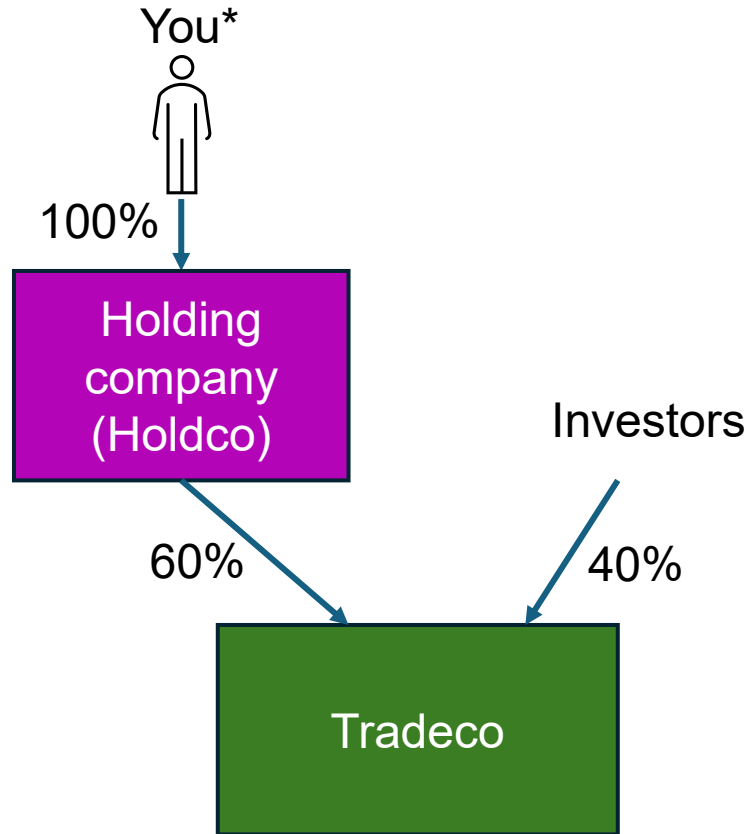 You*
100%
Holding
company
(Holdco)
Investors
60%
40%
Tradeco